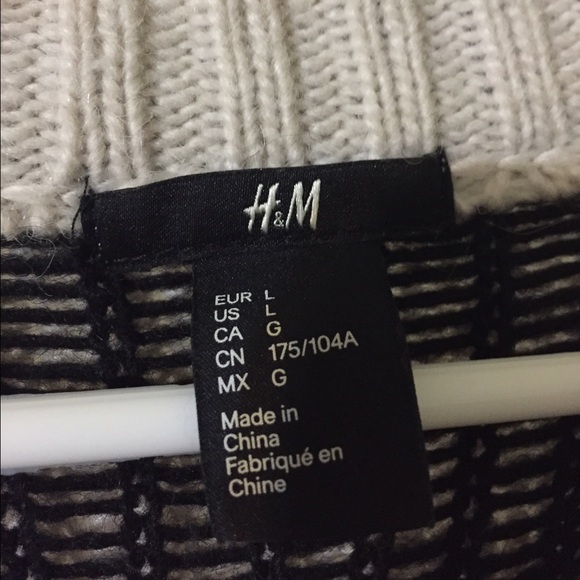 H&M
EUR L
US L
CA G
CN 175/104A
MX G
Made in
China
Fabriqué en
Chine